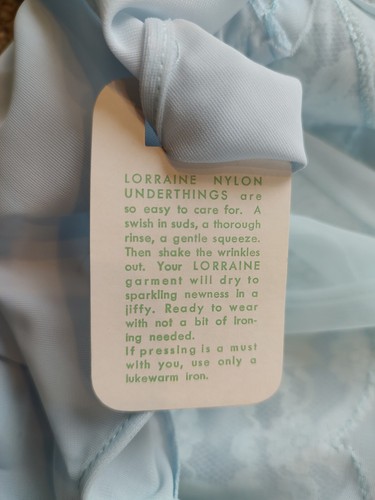 LORRAINE NYLON
UNDERTHINGS are
so easy to care for. A
swish in suds, a thorough
rinse, a gentle squeeze.
Then shake the wrinkles
out. Your LORRAINE
garment will dry to
sparkling newness in a
jiffy. Ready to wear
with not a bit of iron-
ing needed.
If pressing is a must
with you, use only a
lukewarm iron.